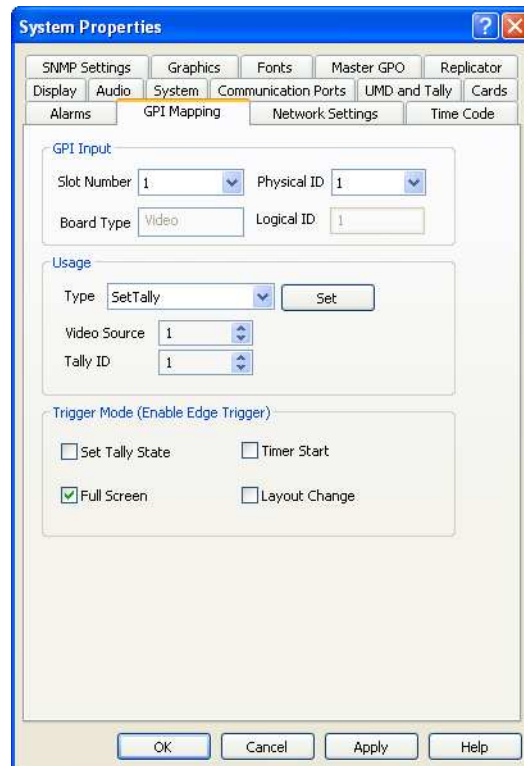 System Properties
SNMP Settings Graphics Fonts Master GPO Replicator
Display Audio System Communication Ports UMD and Tally Cards
Alarms GPI Mapping Network Settings Time Code
GPI Input
Slot Number 1 Physical ID 1
Board Type Video Logical ID 1
Usage
Type SetTally Set
Video Source 1
Tally ID 1
Trigger Mode (Enable Edge Trigger)
Set Tally State Timer Start
Full Screen Layout Change
OK Cancel Apply Help